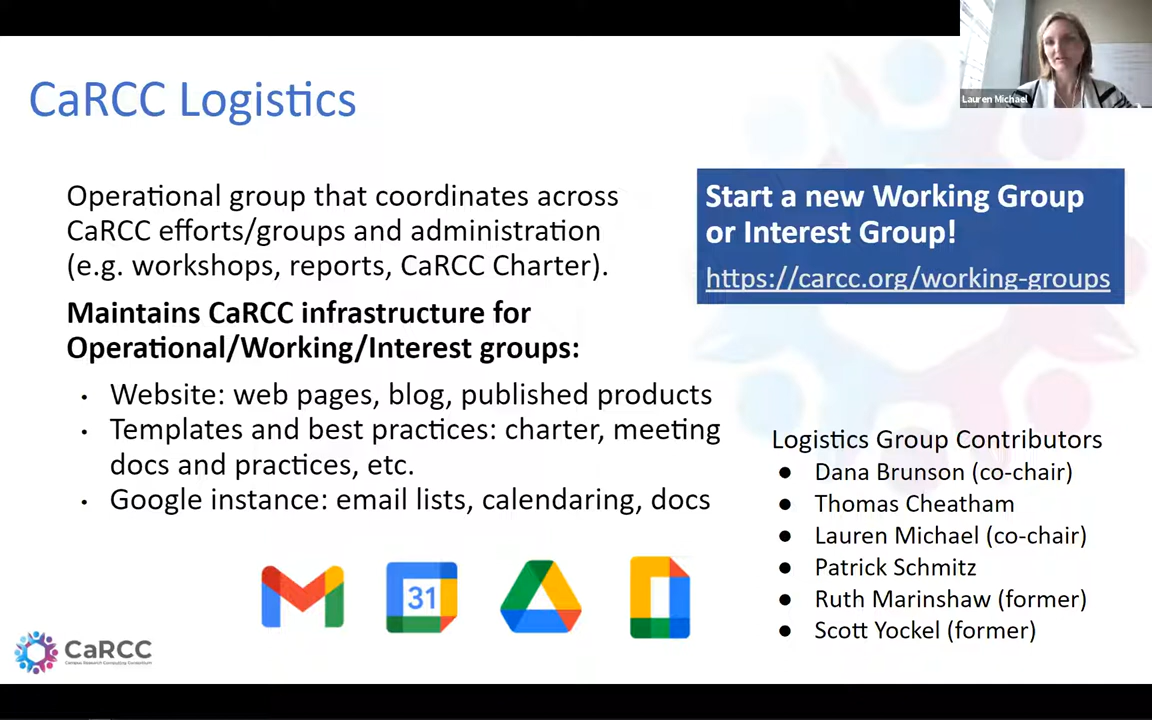 Lauren Michael
CaRCC Logistics
Operational group that coordinates across
CaRCC efforts/groups and administration
(e.g. workshops, reports, CaRCC Charter).
Maintains CaRCC infrastructure for
Operational/Working/Interest groups:
• Website: web pages, blog, published products
• Templates and best practices: charter, meeting
docs and practices, etc.
• Google instance: email lists, calendaring, docs
31
Start a new Working Group
or Interest Group!
https://carcc.org/working-groups
Logistics Group Contributors
● Dana Brunson (co-chair)
● Thomas Cheatham
● Lauren Michael (co-chair)
● Patrick Schmitz
● Ruth Marinshaw (former)
● Scott Yockel (former)
CaRCC
Campus Research Computing Consortium